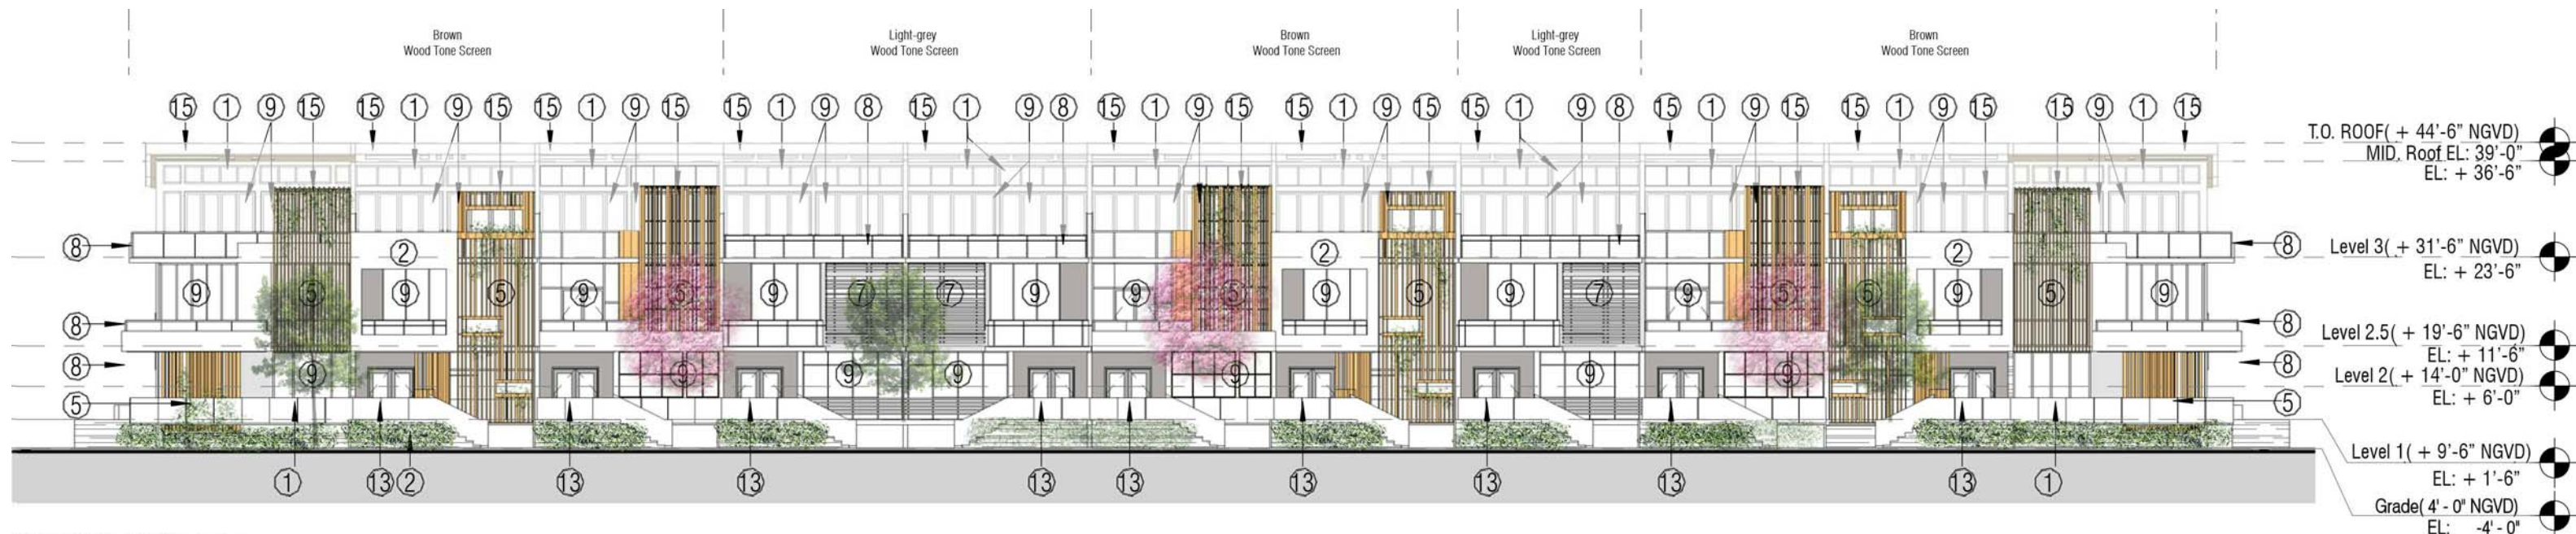 Brown
Wood Tone Screen
Light-grey
Wood Tone Screen
Brown
Wood Tone Screen
Light-grey
Wood Tone Screen
Brown
Wood Tone Screen
15 1 9 15 15 1 9 15 15 1 9 15 15 1 9 8 15 1 9 8 15 1 9 15 15 1 9 15 15 1 9 8 15 1 9 15 15 1 9 15 15 9 1 15
T.O. ROOF( + 44'-6" NGVD)
MID. Roof EL: 39'-0"
EL: + 36'-6"
8 2 2 2 8
Level 3( + 31'-6" NGVD)
EL: + 23'-6"
9 5 9 5 9 5 9 7 7 9 9 5 9 5 9 7 9 5 5 9 5 9
8 8
Level 2.5( + 19'-6" NGVD)
EL: + 11'-6"
8 9 9 9 9 9 9 9 8
Level 2( + 14'-0" NGVD)
EL: + 6'-0"
5 5
Level 1( + 9'-6" NGVD)
EL: + 1'-6"
1 13 2 13 13 13 13 13 13 13 13 1
Grade( 4' - 0" NGVD)
EL: -4' - 0"